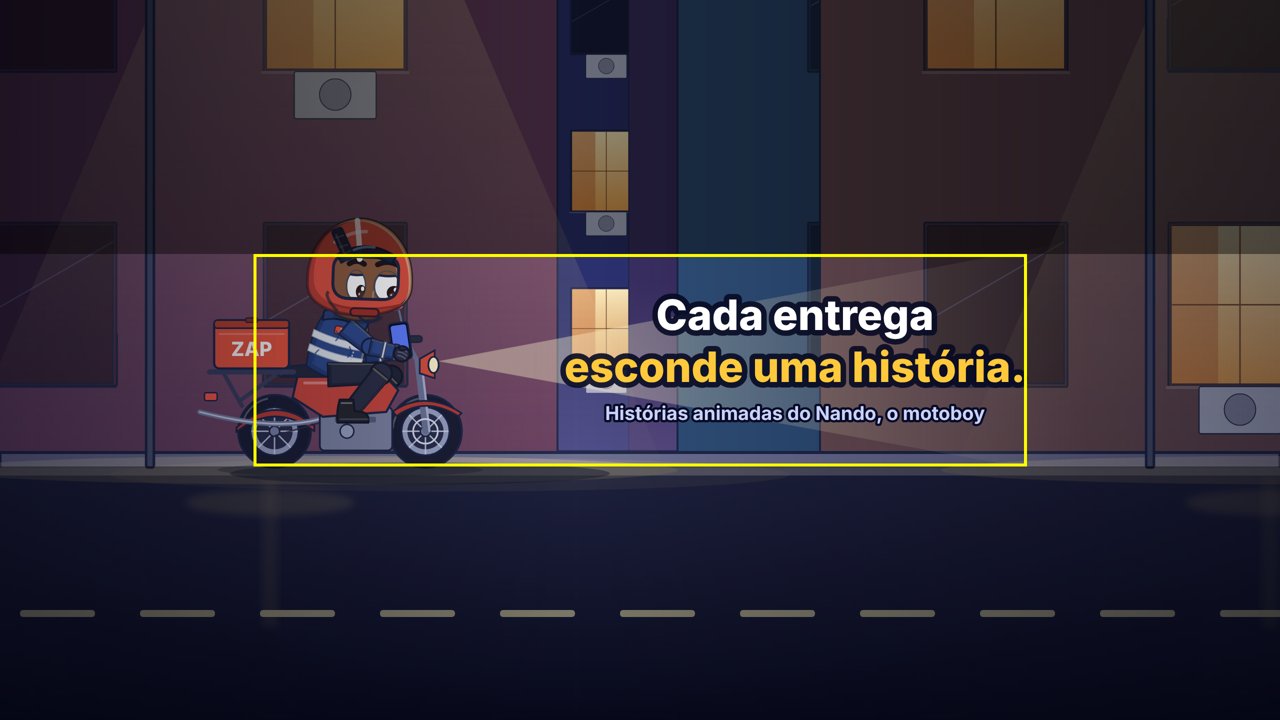 ZAP
Cada entrega
esconde uma história.
Histórias animadas do Nando, o motoboy